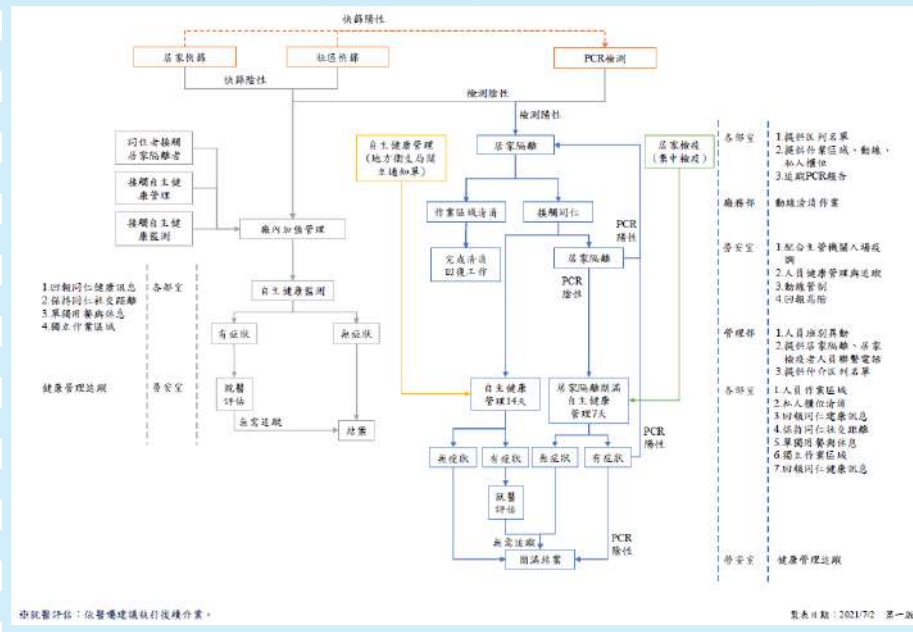 快篩陽性
居家快篩
社區快篩
PCR檢測
快篩陰性
檢測陰性
檢測陽性
同住者接觸
居家隔離者
接觸自主健
康管理
接觸自主健
康監測
自主健康管理
(地方衛生局開
立通知單)
居家隔離
居家檢疫
(集中檢疫)
作業區域清消
接觸同仁
PCR
陽性
廠內加強管理
完成清消
回復工作
居家隔離
PCR
陰性
自主健康監測
1.回報同仁健康訊息
2.保持同仁社交距離
3.單獨用餐與休息
4.獨立作業區域
各部室
有症狀
無症狀
健康管理追蹤
勞安室
就醫
評估
無需追蹤
結案
自主健康
管理14天
居家隔離期滿
自主健康
管理7天
PCR
陽性
無症狀
有症狀
無症狀
有症狀
就醫
評估
無需追蹤
PCR
陰性
期滿結案
各部室
1.提供匡列名單
2.提供作業區域、動線、
私人櫃位
3.追蹤PCR報告
廠務部
動線清消作業
勞安室
1.配合主管機關入場疫
調
2.人員健康管理與追蹤
3.動線管制
4.回報高階
管理部
1.人員班別異動
2.提供居家隔離、居家
檢疫者人員聯繫電話
3.提供仲介匡列名單
各部室
1.人員作業區域
2.私人櫃位清消
3.回報同仁健康訊息
4.保持同仁社交距離
5.單獨用餐與休息
6.獨立作業區域
7.回報同仁健康訊息
勞安室
健康管理追蹤
※就醫評估：依醫囑建議執行後續作業。
製表日期：2021/7/2 第一版